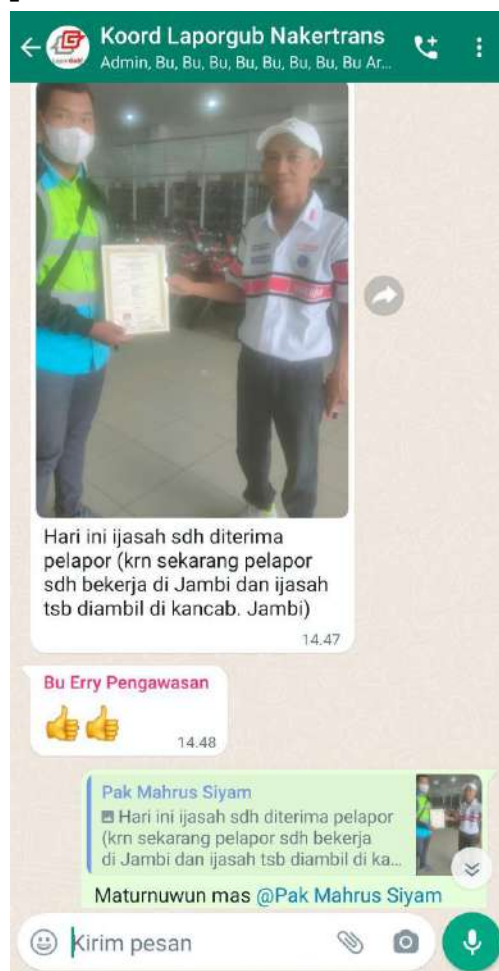 Koord Laporgub Nakertrans
Admin, Bu, Bu, Bu, Bu, Bu, Bu, Bu Ar...
Hari ini ijasah sdh diterima
pelapor (krn sekarang pelapor
sdh bekerja di Jambi dan ijasah
tsb diambil di kancab. Jambi)
14.47
Bu Erry Pengawasan
14.48
Pak Mahrus Siyam
Hari ini ijasah sdh diterima pelapor
(krn sekarang pelapor sdh bekerja
di Jambi dan ijasah tsb diambil di ka...
Maturnuwun mas @Pak Mahrus Siyam
Kirim pesan